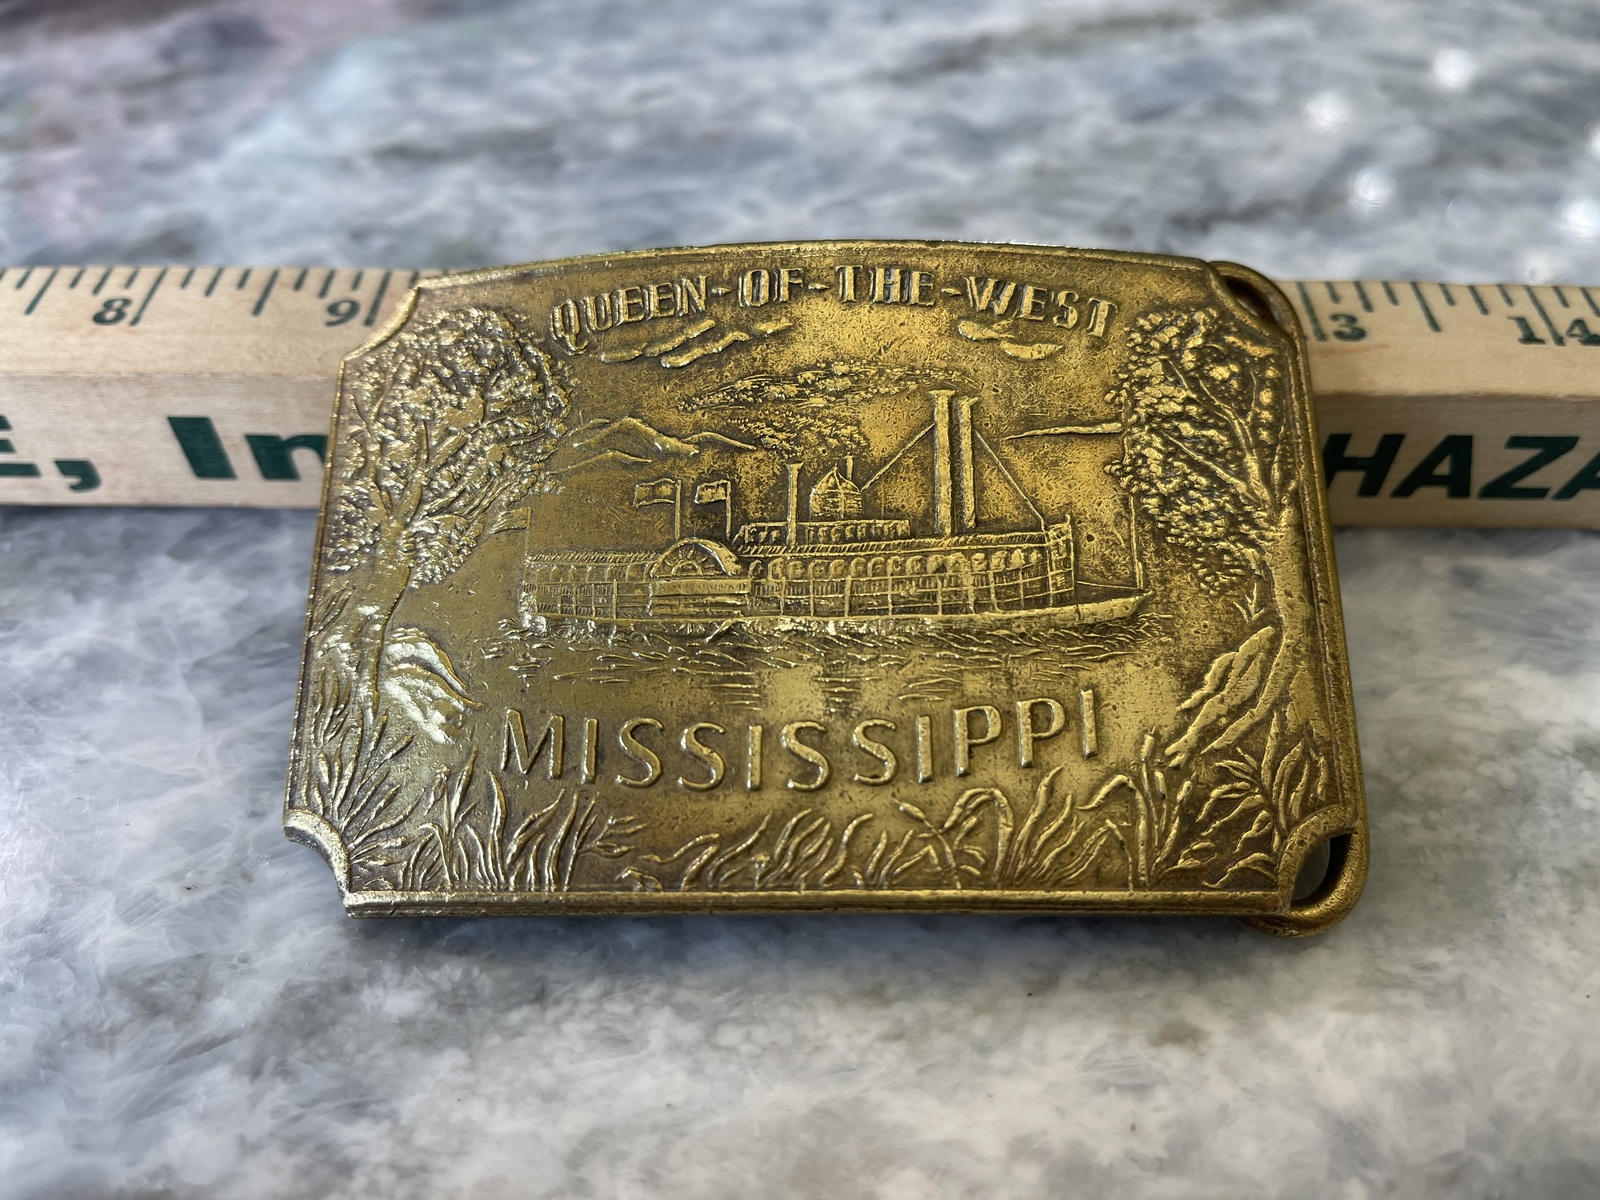 QUEEN-OF-THE-WEST
8 9 3 14
E, In HAZA
MISSISSIPPI